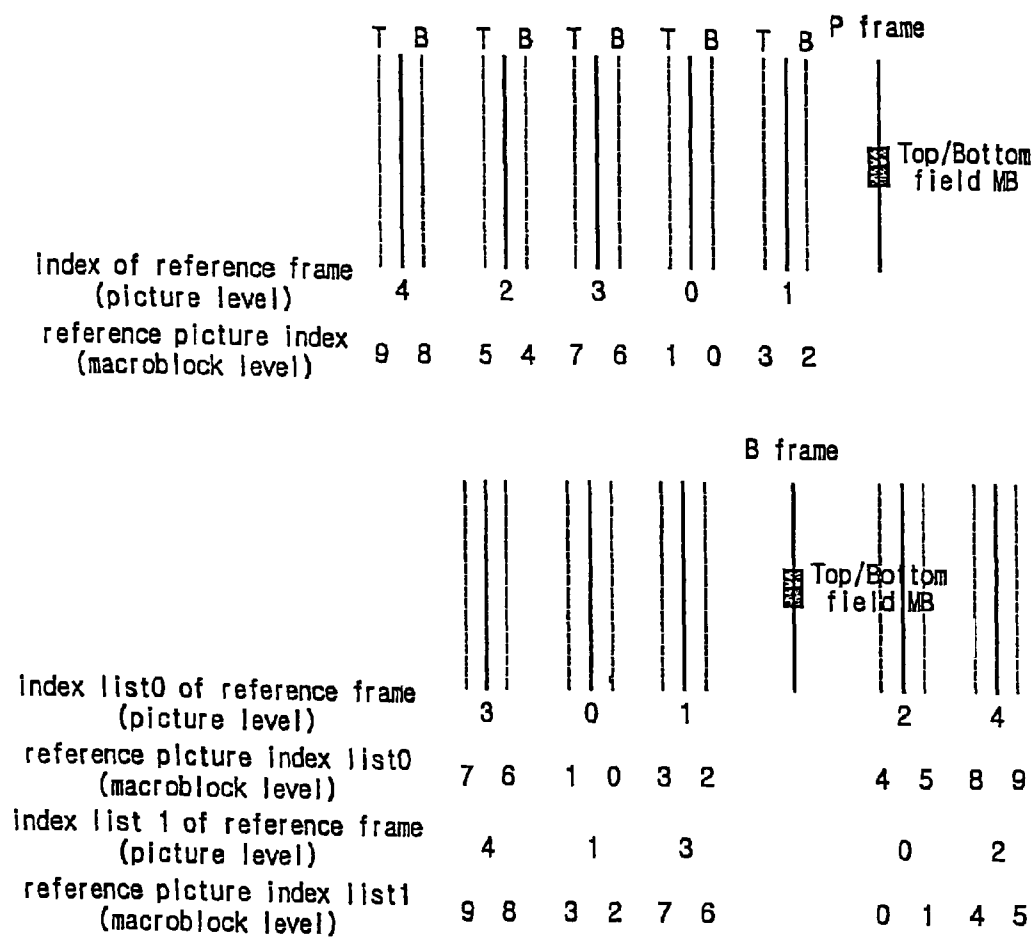 T B T B T B T B T B P frame
Top/Bottom
field MB
index of reference frame
(picture level) 4 2 3 0 1
reference picture index
(macroblock level) 9 8 5 4 7 6 1 0 3 2
B frame
Top/Bottom
field MB
index list0 of reference frame
(picture level) 3 0 1 2 4
reference picture index list0
(macroblock level) 7 6 1 0 3 2 4 5 8 9
index list 1 of reference frame
(picture level) 4 1 3 0 2
reference picture index list1
(macroblock level) 9 8 3 2 7 6 0 1 4 5